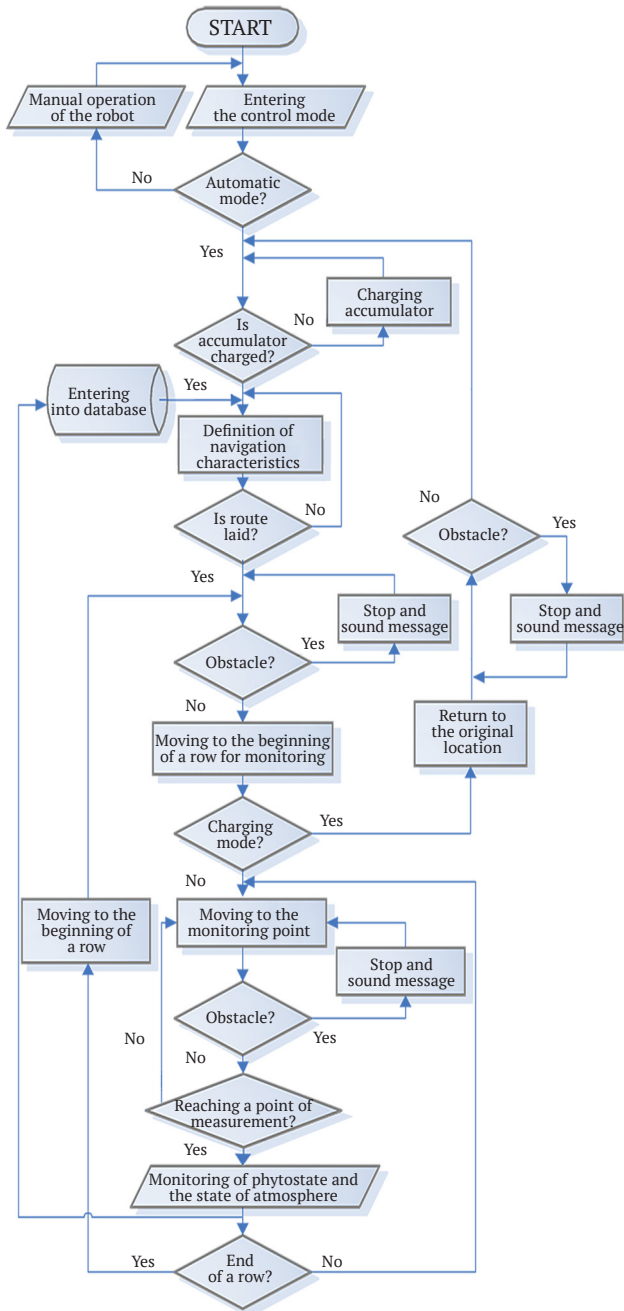 START
Manual operation
of the robot
Entering
the control mode
No
Automatic
mode?
Yes
Charging
accumulator
No
Is
accumulator
charged?
Entering
into database
Yes
Definition of
navigation
characteristics
No
Is route
laid?
No
Obstacle?
Yes
Yes
Stop and
sound message
Stop and
sound message
Yes
Obstacle?
No
Return to
the original
location
Moving to the beginning
of a row for monitoring
Charging
mode?
Yes
No
Moving to the
beginning of
a row
Moving to the
monitoring point
Stop and
sound message
Obstacle?
No
Yes
No
Reaching a point of
measurement?
Yes
Monitoring of phytostate and
the state of atmosphere
Yes
End
of a row?
No